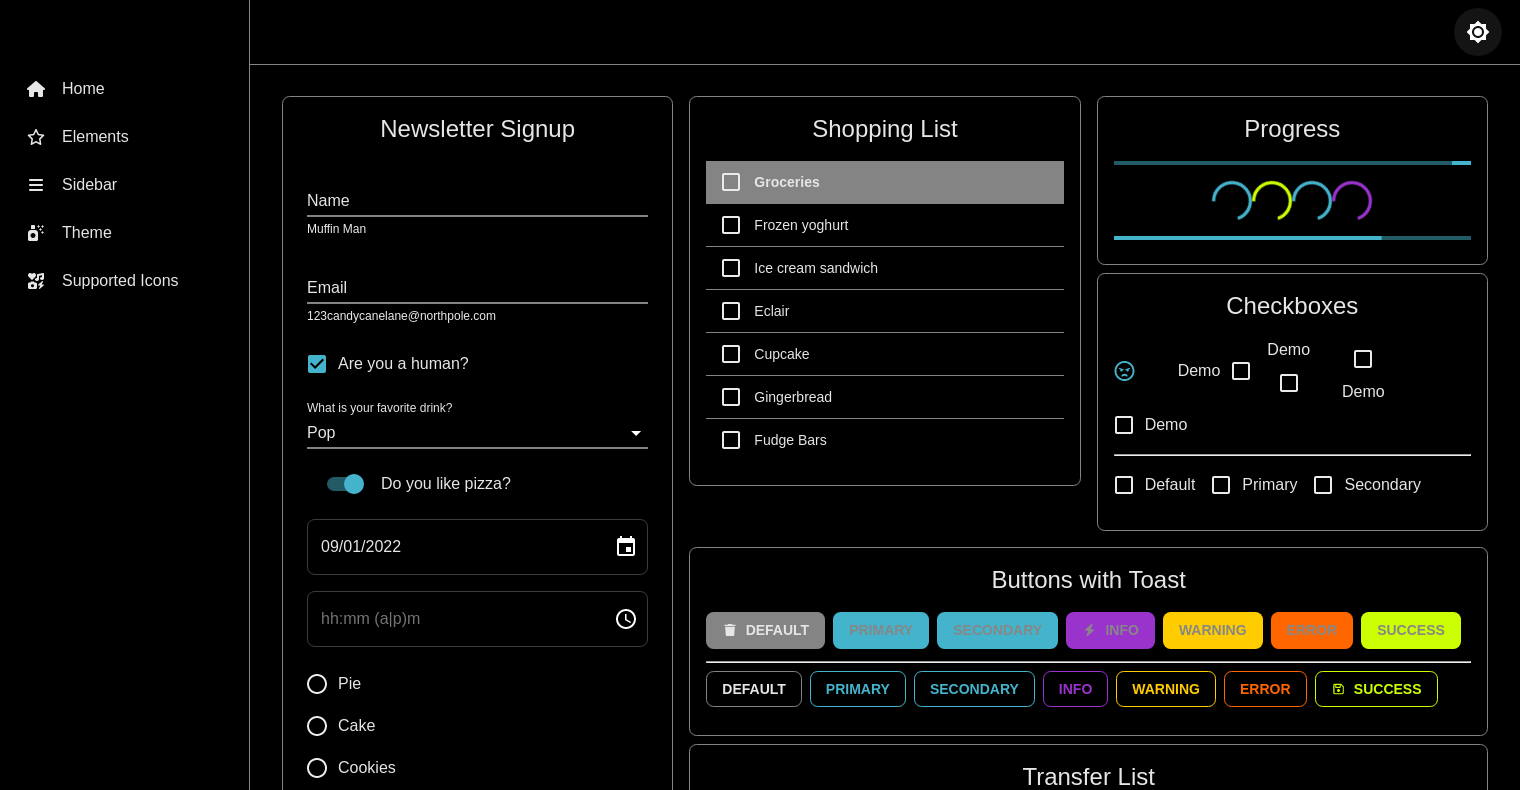 Home
Elements
Sidebar
Theme
Supported Icons
Newsletter Signup
Name
Muffin Man
Email
123candycanelane@northpole.com
Are you a human?
What is your favorite drink?
Pop
Do you like pizza?
09/01/2022
hh:mm (a|p)m
Pie
Cake
Cookies
Shopping List
Groceries
Frozen yoghurt
Ice cream sandwich
Eclair
Cupcake
Gingerbread
Fudge Bars
Progress
Checkboxes
Demo
Demo
Demo
Demo
Default Primary Secondary
Buttons with Toast
DEFAULT PRIMARY SECONDARY INFO WARNING ERROR SUCCESS
DEFAULT PRIMARY SECONDARY INFO WARNING ERROR SUCCESS
Transfer List